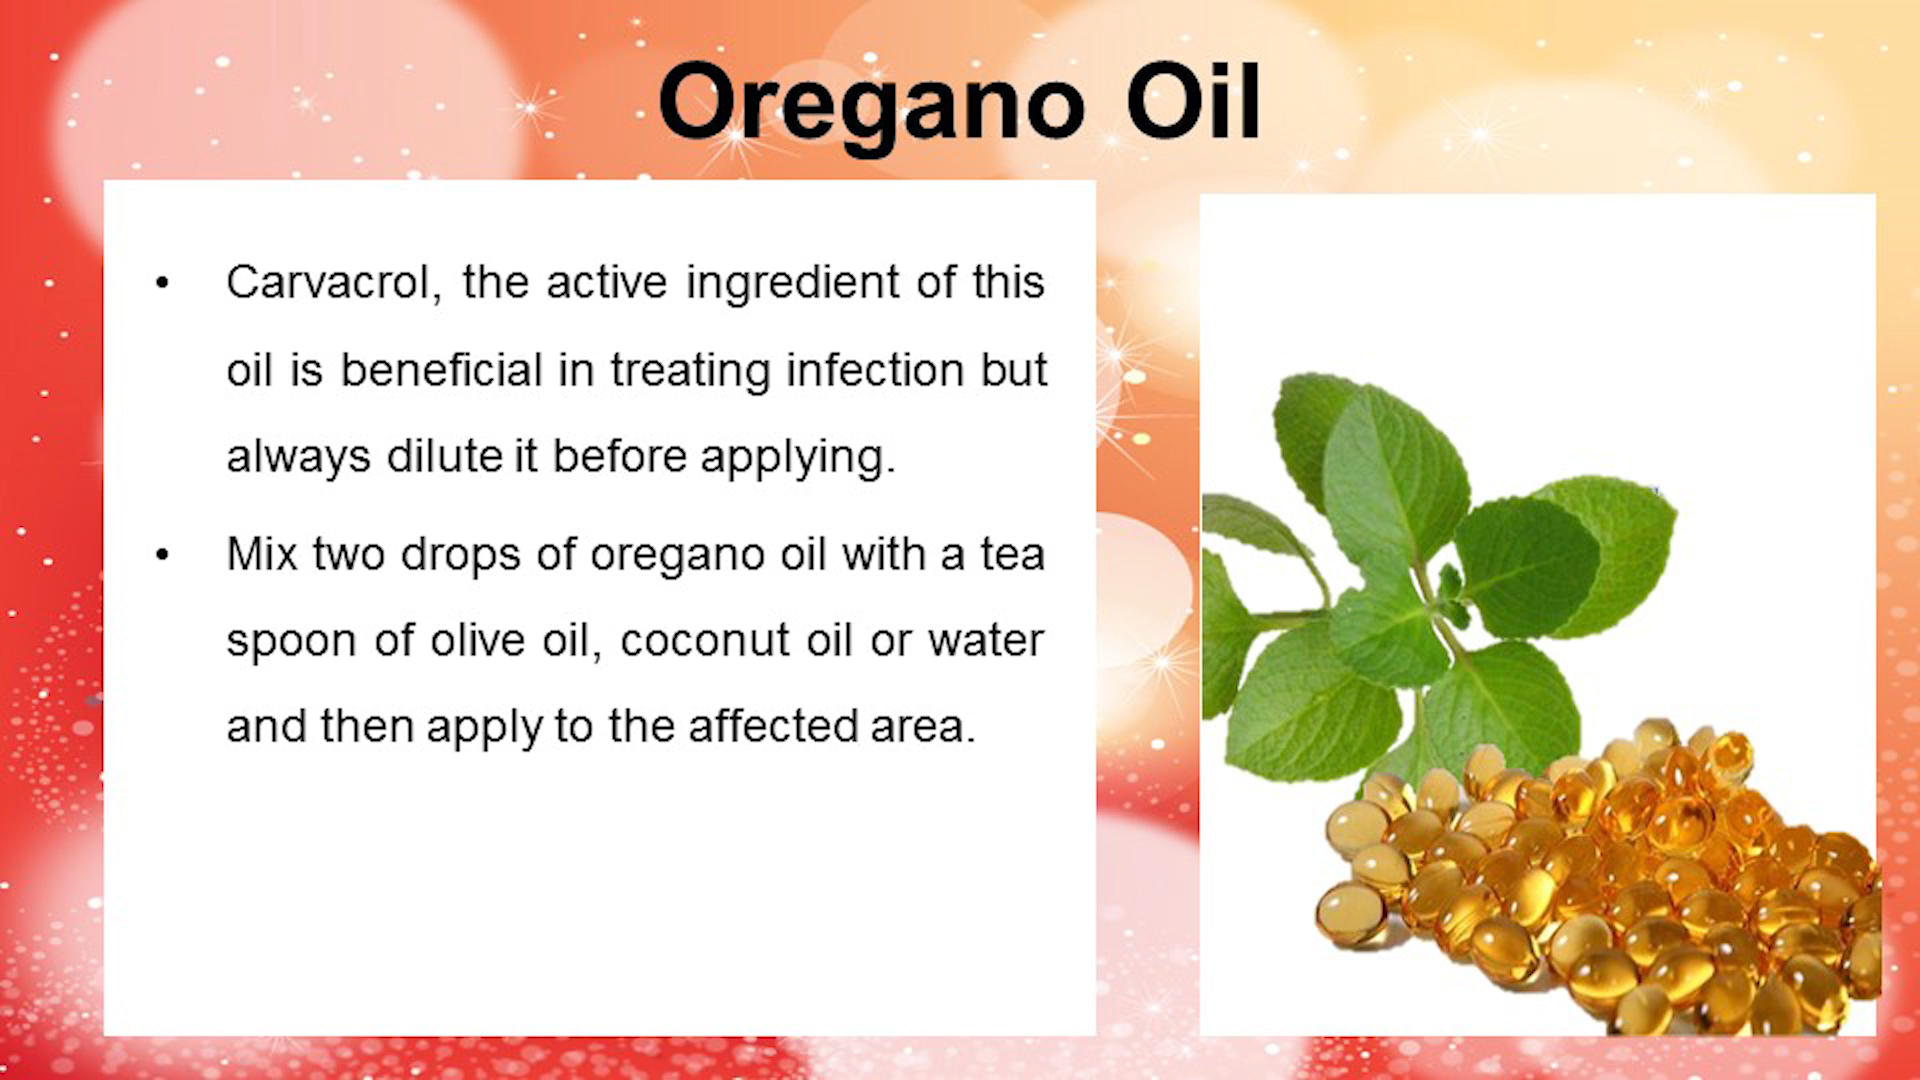 Oregano Oil
• Carvacrol, the active ingredient of this
oil is beneficial in treating infection but
always dilute it before applying.
• Mix two drops of oregano oil with a tea
spoon of olive oil, coconut oil or water
and then apply to the affected area.